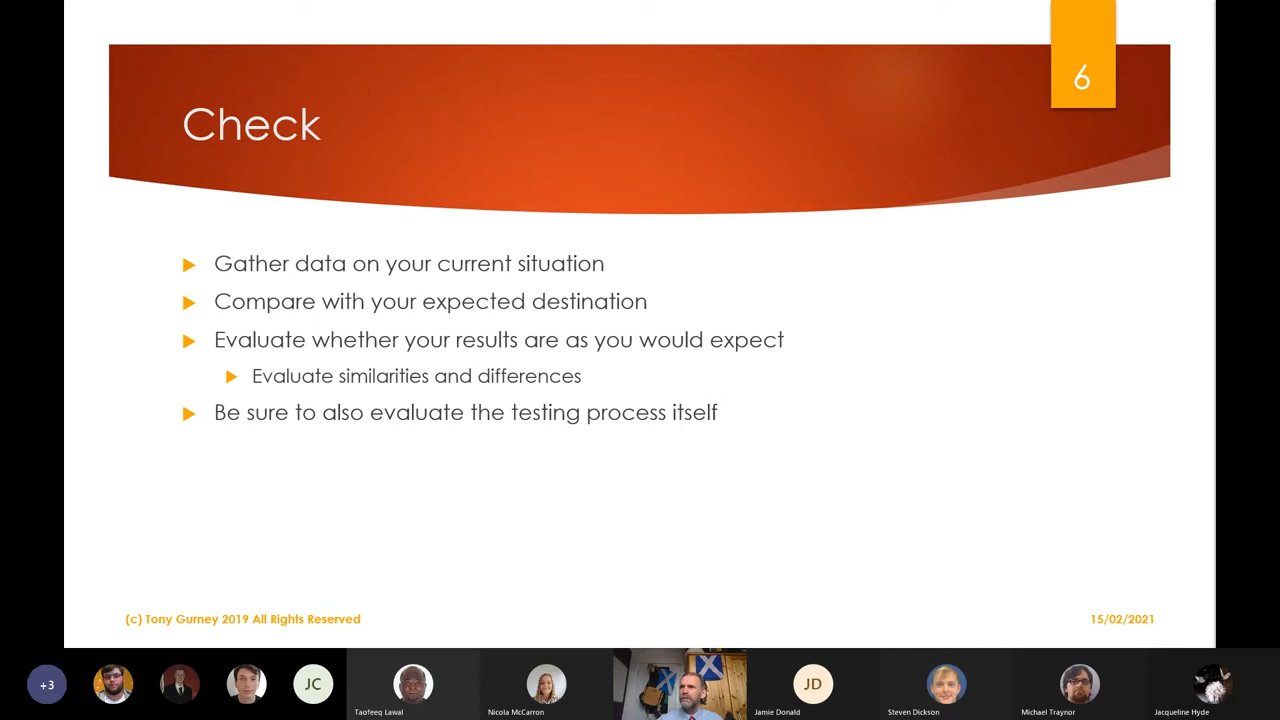 6
Check
Gather data on your current situation
Compare with your expected destination
Evaluate whether your results are as you would expect
Evaluate similarities and differences
Be sure to also evaluate the testing process itself
(c) Tony Gurney 2019 All Rights Reserved
15/02/2021
+3
JC
JD
Taofeeq Lawal
Nicola McCarron
Jamie Donald
Steven Dickson
Michael Traynor
Jacqueline Hyde